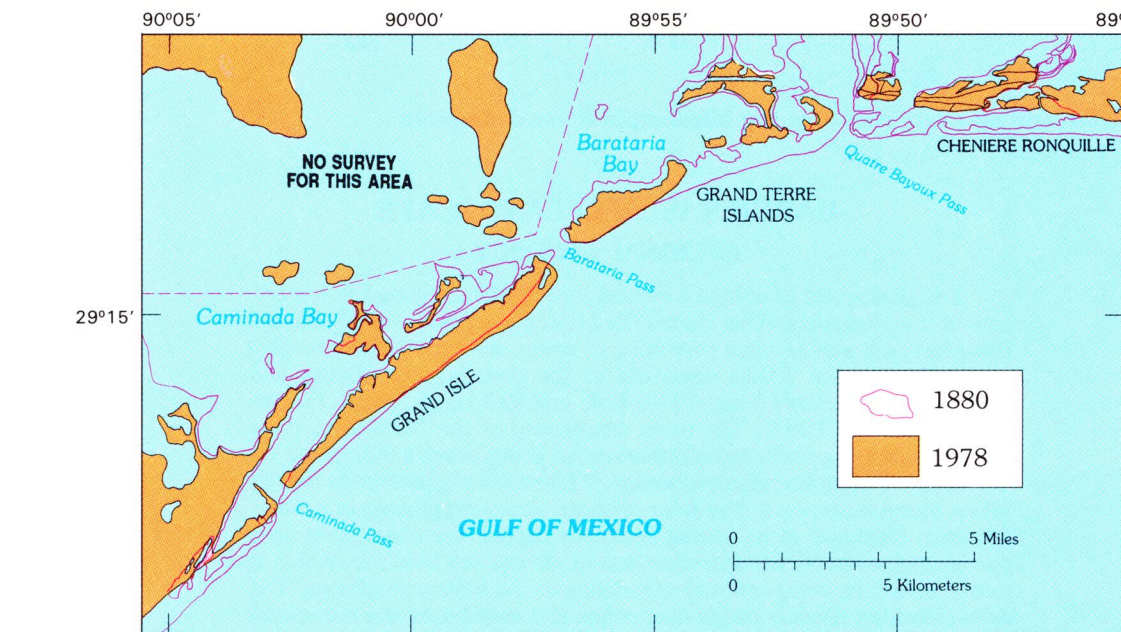 90°05'
90°00'
89°55'
89°50'
NO SURVEY
FOR THIS AREA
Barataria
Bay
CHENIERE RONQUILLE
Quatre Bayoux Pass
GRAND TERRE
ISLANDS
Barataria Pass
29°15'
Caminada Bay
GRAND ISLE
1880
1978
Caminada Pass
GULF OF MEXICO
0
5 Miles
0
5 Kilometers